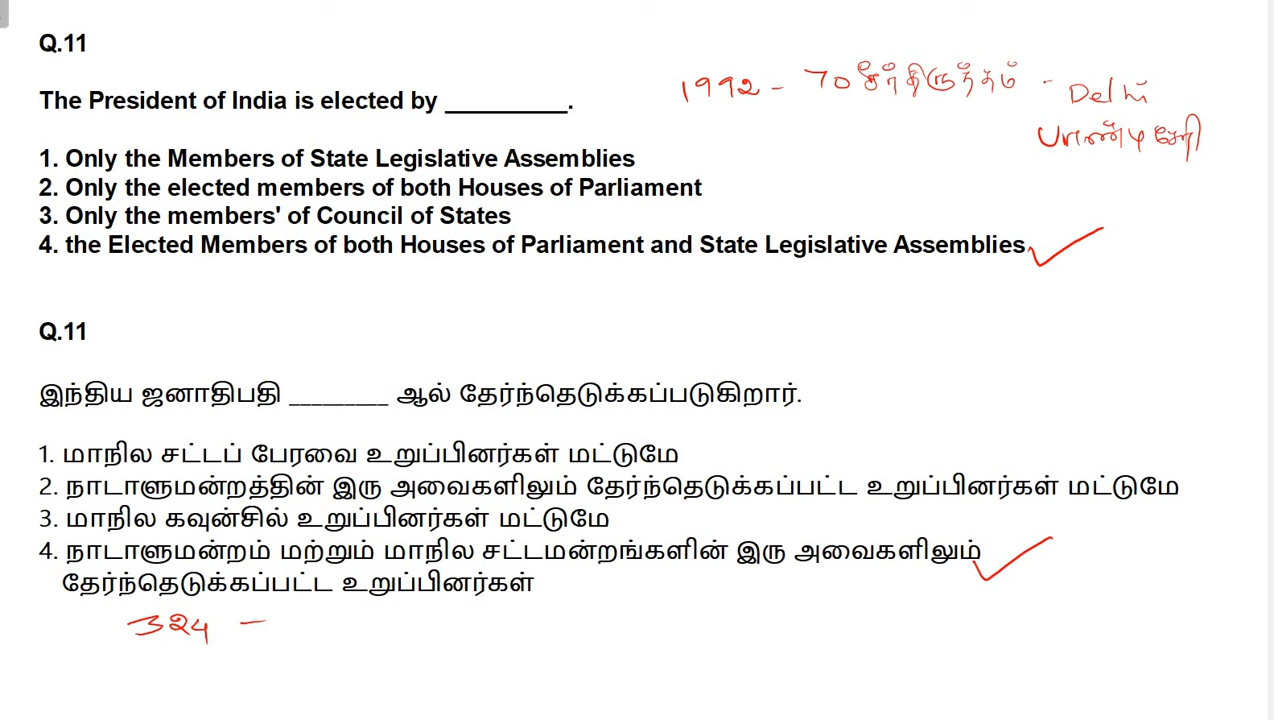 Q.11
1992 - 70 சீர்திருத்தம் - Delhi
The President of India is elected by _________.
பாண்டிசேரி
1. Only the Members of State Legislative Assemblies
2. Only the elected members of both Houses of Parliament
3. Only the members' of Council of States
4. the Elected Members of both Houses of Parliament and State Legislative Assemblies
Q.11
இந்திய ஜனாதிபதி _________ ஆல் தேர்ந்தெடுக்கப்படுகிறார்.
1. மாநில சட்டப் பேரவை உறுப்பினர்கள் மட்டுமே
2. நாடாளுமன்றத்தின் இரு அவைகளிலும் தேர்ந்தெடுக்கப்பட்ட உறுப்பினர்கள் மட்டுமே
3. மாநில கவுன்சில் உறுப்பினர்கள் மட்டுமே
4. நாடாளுமன்றம் மற்றும் மாநில சட்டமன்றங்களின் இரு அவைகளிலும்
தேர்ந்தெடுக்கப்பட்ட உறுப்பினர்கள்
324 -